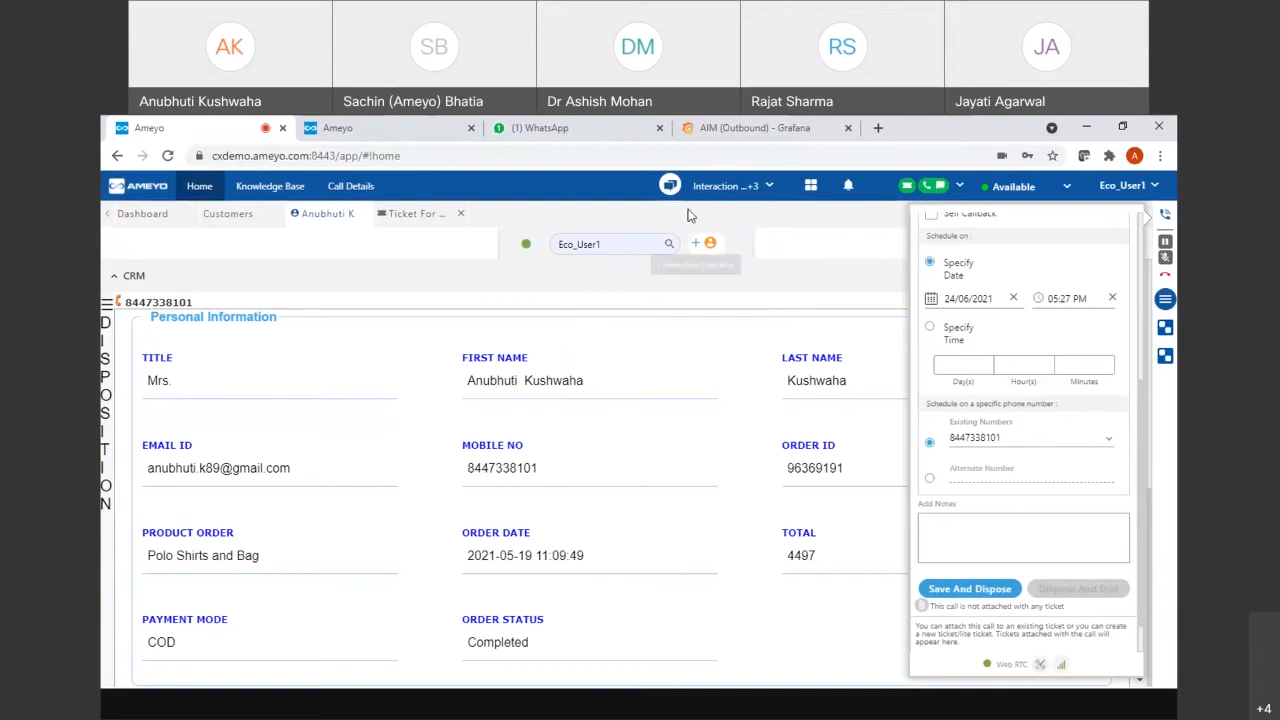 AK
SB
DM
RS
JA
Anubhuti Kushwaha
Sachin (Ameyo) Bhatia
Dr Ashish Mohan
Rajat Sharma
Jayati Agarwal
Ameyo
Ameyo
(1) WhatsApp
AIM (Outbound) - Grafana
cxdemo.ameyo.com:8443/app/#!home
A
AMEYO
Home
Knowledge Base
Call Details
Interaction ...+3
Available
Eco_User1
Dashboard
Customers
Anubhuti K
Ticket For ...
Eco_User1
CRM
8447338101
DISPOSITION
Personal Information
TITLE
FIRST NAME
LAST NAME
Mrs.
Anubhuti Kushwaha
Kushwaha
EMAIL ID
MOBILE NO
ORDER ID
anubhuti.k89@gmail.com
8447338101
96369191
PRODUCT ORDER
ORDER DATE
TOTAL
Polo Shirts and Bag
2021-05-19 11:09:49
4497
PAYMENT MODE
ORDER STATUS
COD
Completed
Self Callback
Schedule on :
Specify
Date
24/06/2021
05:27 PM
Specify
Time
Day(s)
Hour(s)
Minutes
Schedule on a specific phone number :
Existing Numbers
8447338101
Alternate Number
Add Notes
Save And Dispose
Dispose And Dial
This call is not attached with any ticket
You can attach this call to an existing ticket or you can create
a new ticket/lite ticket. Tickets attached with the call will
appear here.
Web RTC
+4